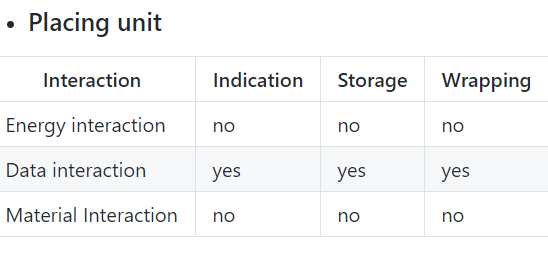 • Placing unit
Interaction Indication Storage Wrapping
Energy interaction no no no
Data interaction yes yes yes
Material Interaction no no no